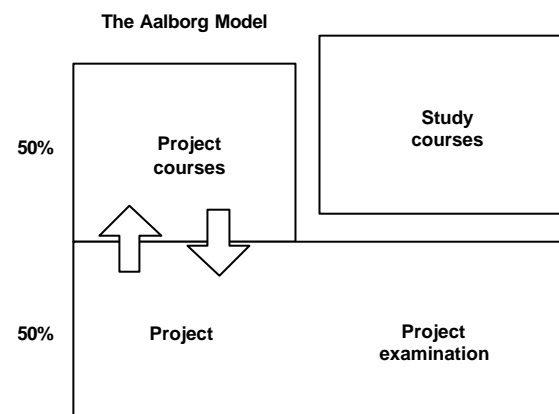 The Aalborg Model
50%
Project
courses
Study
courses
50%
Project
Project
examination